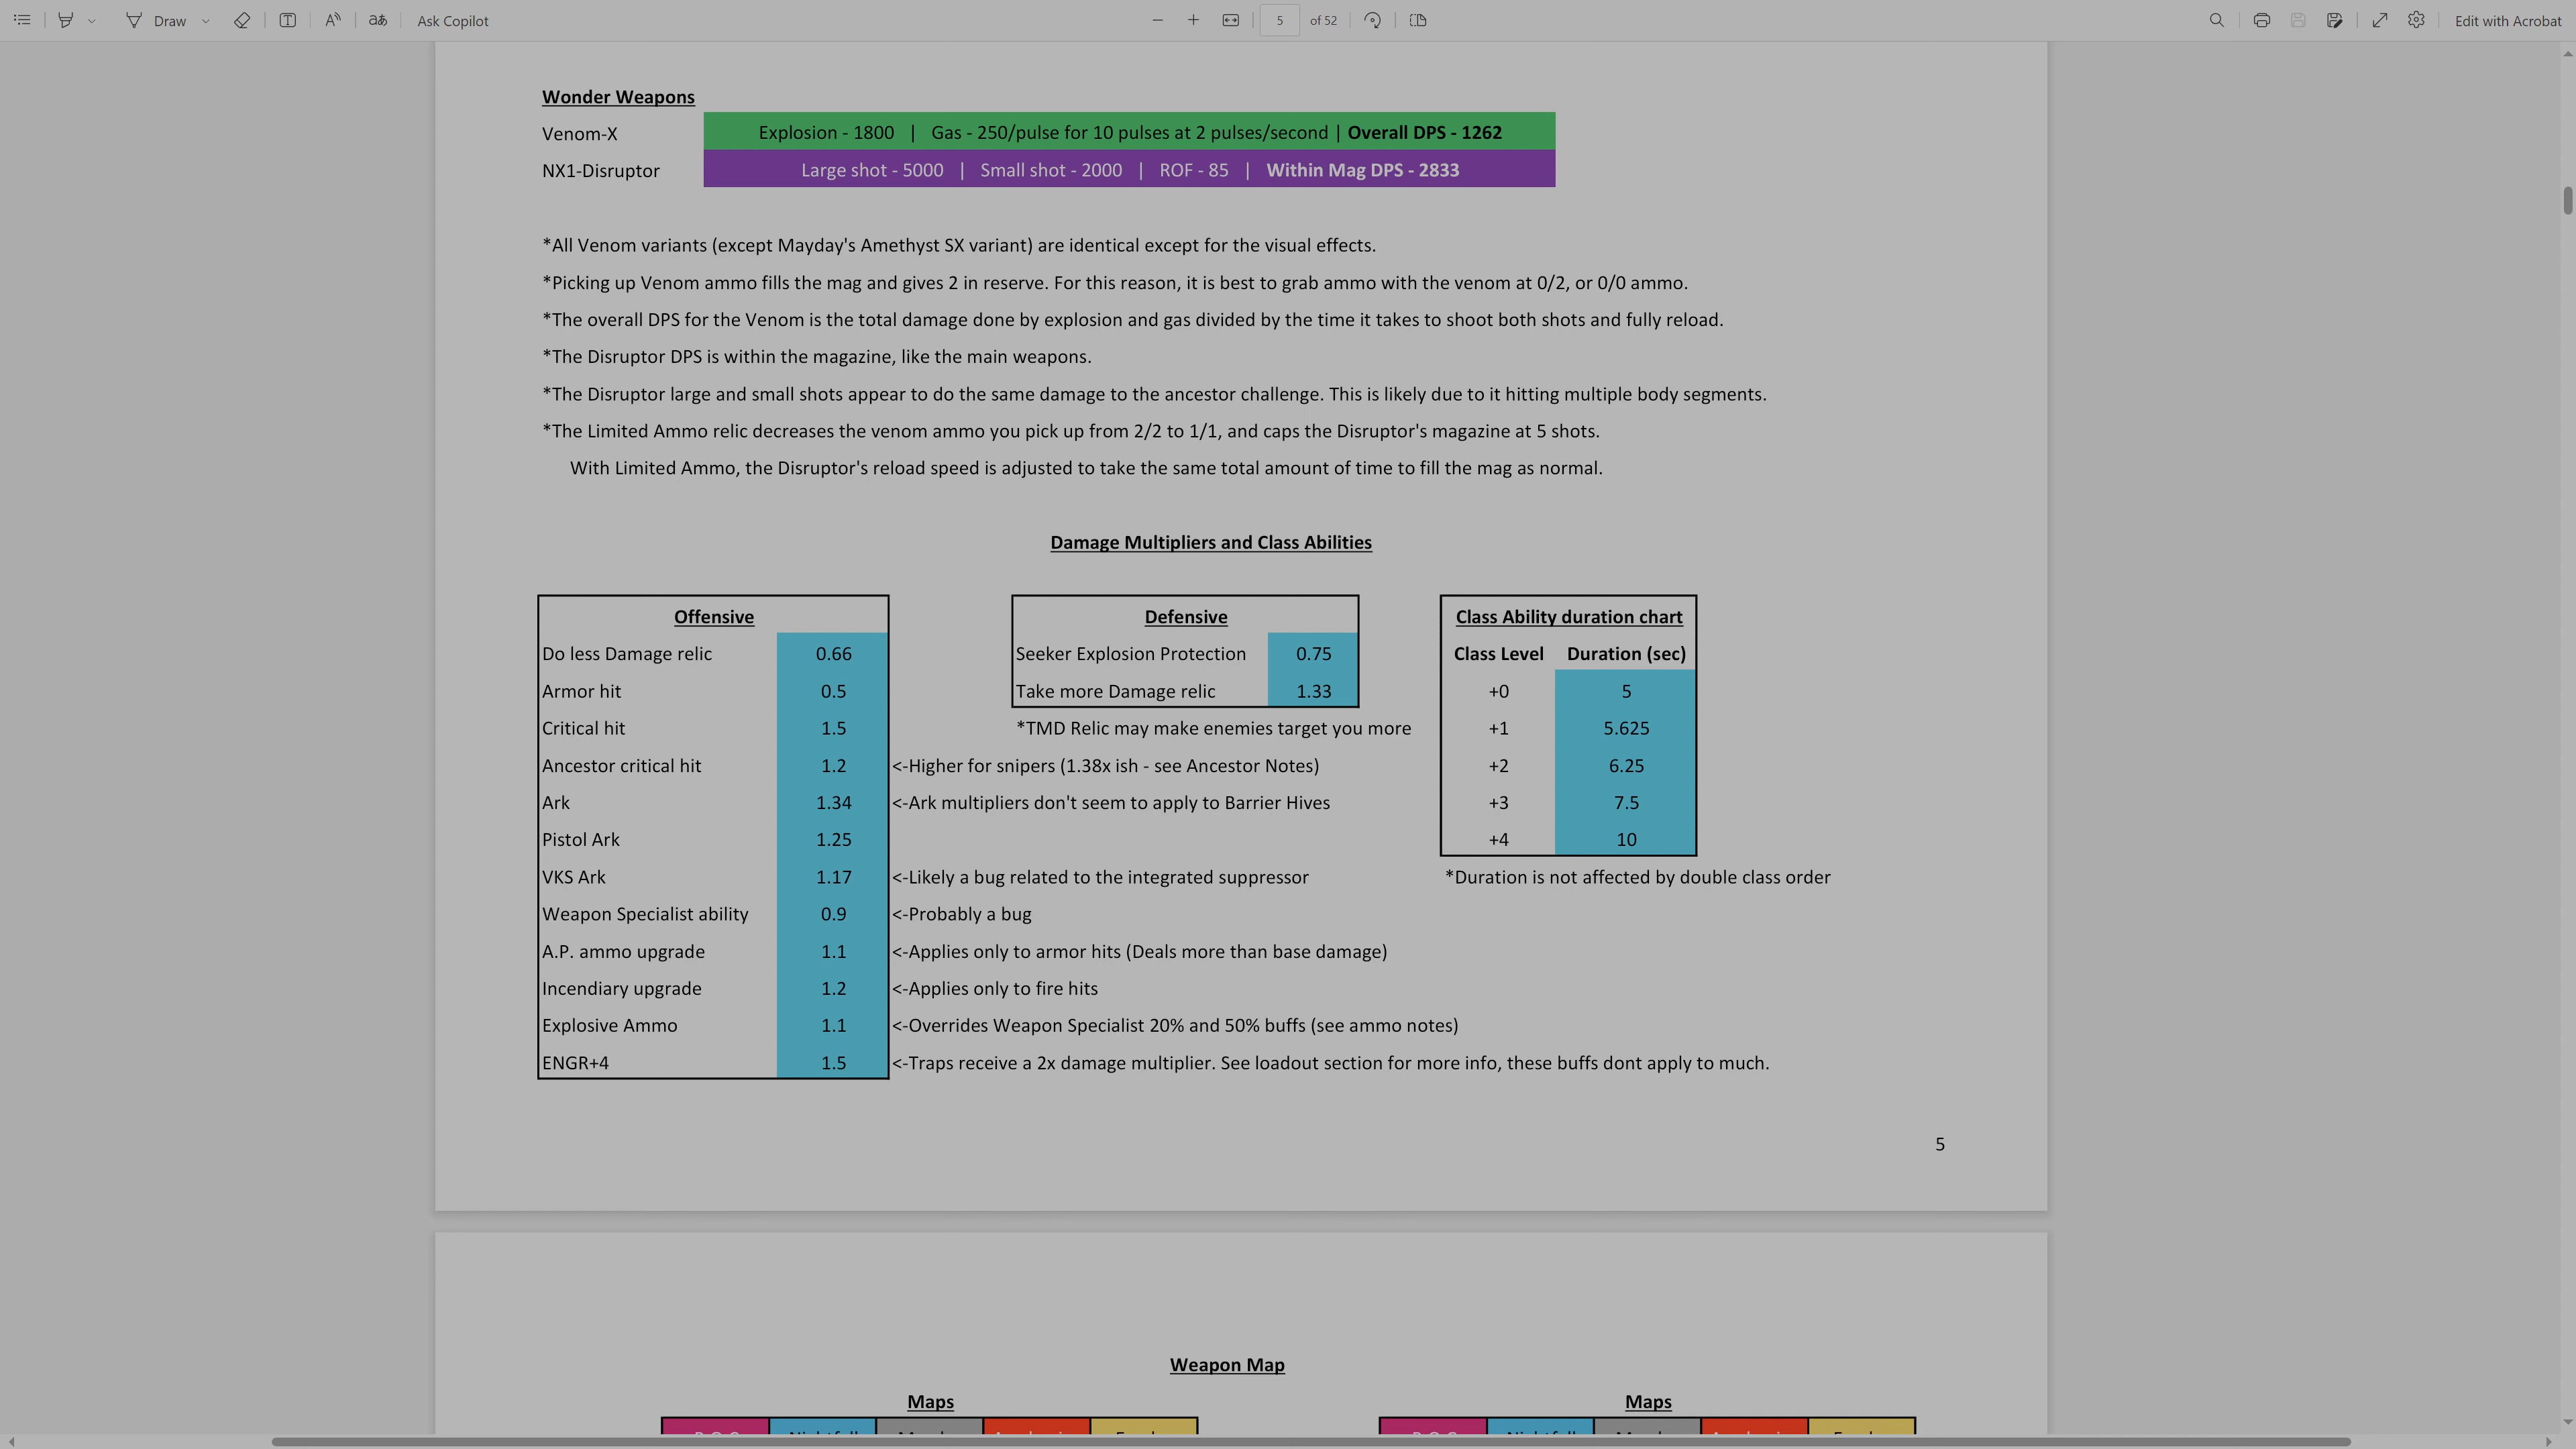 Draw
Ask Copilot
5 of 52
Edit with Acrobat
Wonder Weapons
Venom-X Explosion - 1800 | Gas - 250/pulse for 10 pulses at 2 pulses/second | Overall DPS - 1262
NX1-Disruptor Large shot - 5000 | Small shot - 2000 | ROF - 85 | Within Mag DPS - 2833
*All Venom variants (except Mayday's Amethyst SX variant) are identical except for the visual effects.
*Picking up Venom ammo fills the mag and gives 2 in reserve. For this reason, it is best to grab ammo with the venom at 0/2, or 0/0 ammo.
*The overall DPS for the Venom is the total damage done by explosion and gas divided by the time it takes to shoot both shots and fully reload.
*The Disruptor DPS is within the magazine, like the main weapons.
*The Disruptor large and small shots appear to do the same damage to the ancestor challenge. This is likely due to it hitting multiple body segments.
*The Limited Ammo relic decreases the venom ammo you pick up from 2/2 to 1/1, and caps the Disruptor's magazine at 5 shots.
With Limited Ammo, the Disruptor's reload speed is adjusted to take the same total amount of time to fill the mag as normal.
Damage Multipliers and Class Abilities
Offensive
Do less Damage relic 0.66
Armor hit 0.5
Critical hit 1.5
Ancestor critical hit 1.2 <-Higher for snipers (1.38x ish - see Ancestor Notes)
Ark 1.34 <-Ark multipliers don't seem to apply to Barrier Hives
Pistol Ark 1.25
VKS Ark 1.17 <-Likely a bug related to the integrated suppressor
Weapon Specialist ability 0.9 <-Probably a bug
A.P. ammo upgrade 1.1 <-Applies only to armor hits (Deals more than base damage)
Incendiary upgrade 1.2 <-Applies only to fire hits
Explosive Ammo 1.1 <-Overrides Weapon Specialist 20% and 50% buffs (see ammo notes)
ENGR+4 1.5 <-Traps receive a 2x damage multiplier. See loadout section for more info, these buffs dont apply to much.
Defensive
Seeker Explosion Protection 0.75
Take more Damage relic 1.33
*TMD Relic may make enemies target you more
Class Ability duration chart
Class Level Duration (sec)
+0 5
+1 5.625
+2 6.25
+3 7.5
+4 10
*Duration is not affected by double class order
5
Weapon Map
Maps Maps